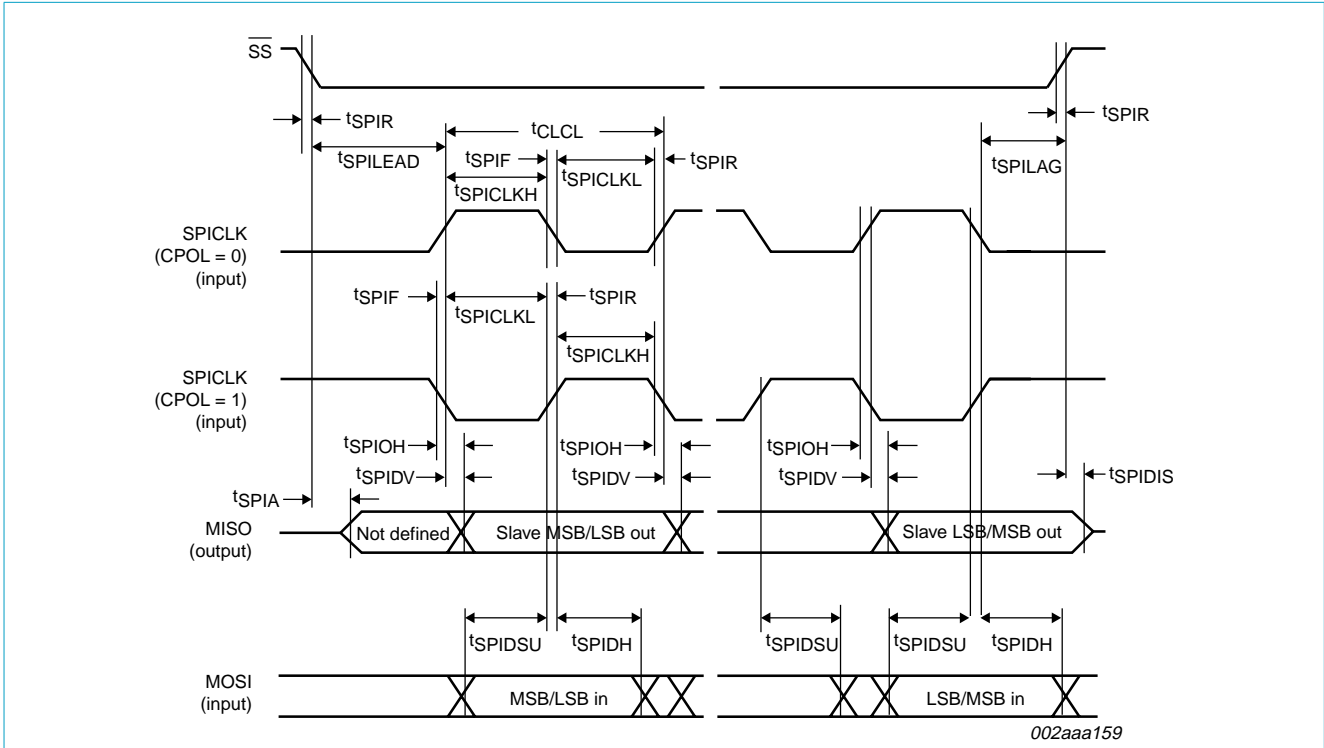 SS
tSPIR
tCLCL
tSPIR
tSPILEAD
tSPIF
tSPICLKL
tSPIR
tSPILAG
tSPICLKH
SPICLK
(CPOL = 0)
(input)
tSPIF
tSPICLKL
tSPIR
tSPICLKH
SPICLK
(CPOL = 1)
(input)
tSPIOH
tSPIOH
tSPIOH
tSPIDV
tSPIDV
tSPIDV
tSPIDIS
tSPIA
MISO
(output)
Not defined
Slave MSB/LSB out
Slave LSB/MSB out
tSPIDSU
tSPIDH
tSPIDSU
tSPIDSU
tSPIDH
MOSI
(input)
MSB/LSB in
LSB/MSB in
002aaa159